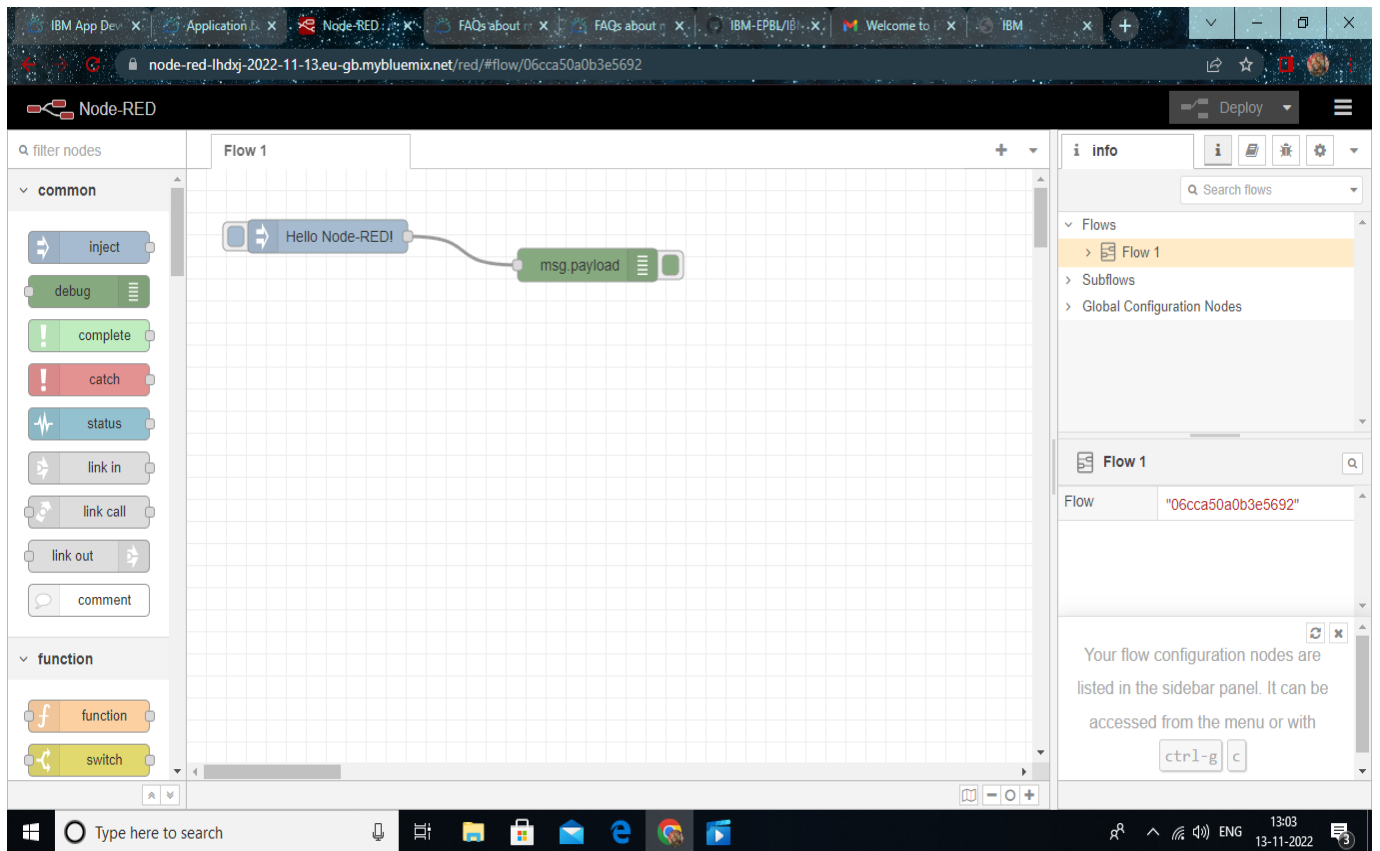 IBM App Dev
Application D
Node-RED : :
FAQs about
FAQs about
IBM-EPBL/IB
Welcome to
IBM
node-red-lhdxj-2022-11-13.eu-gb.mybluemix.net/red/#flow/06cca50a0b3e5692
Node-RED
Deploy
filter nodes
Flow 1
i info
i
common
Search flows
inject
Hello Node-RED!
Flows
Flow 1
debug
msg.payload
Subflows
complete
Global Configuration Nodes
catch
status
link in
Flow 1
link call
Flow
"06cca50a0b3e5692"
link out
comment
function
Your flow configuration nodes are
listed in the sidebar panel. It can be
accessed from the menu or with
ctrl-g c
function
switch
Type here to search
ENG
13:03
13-11-2022
3